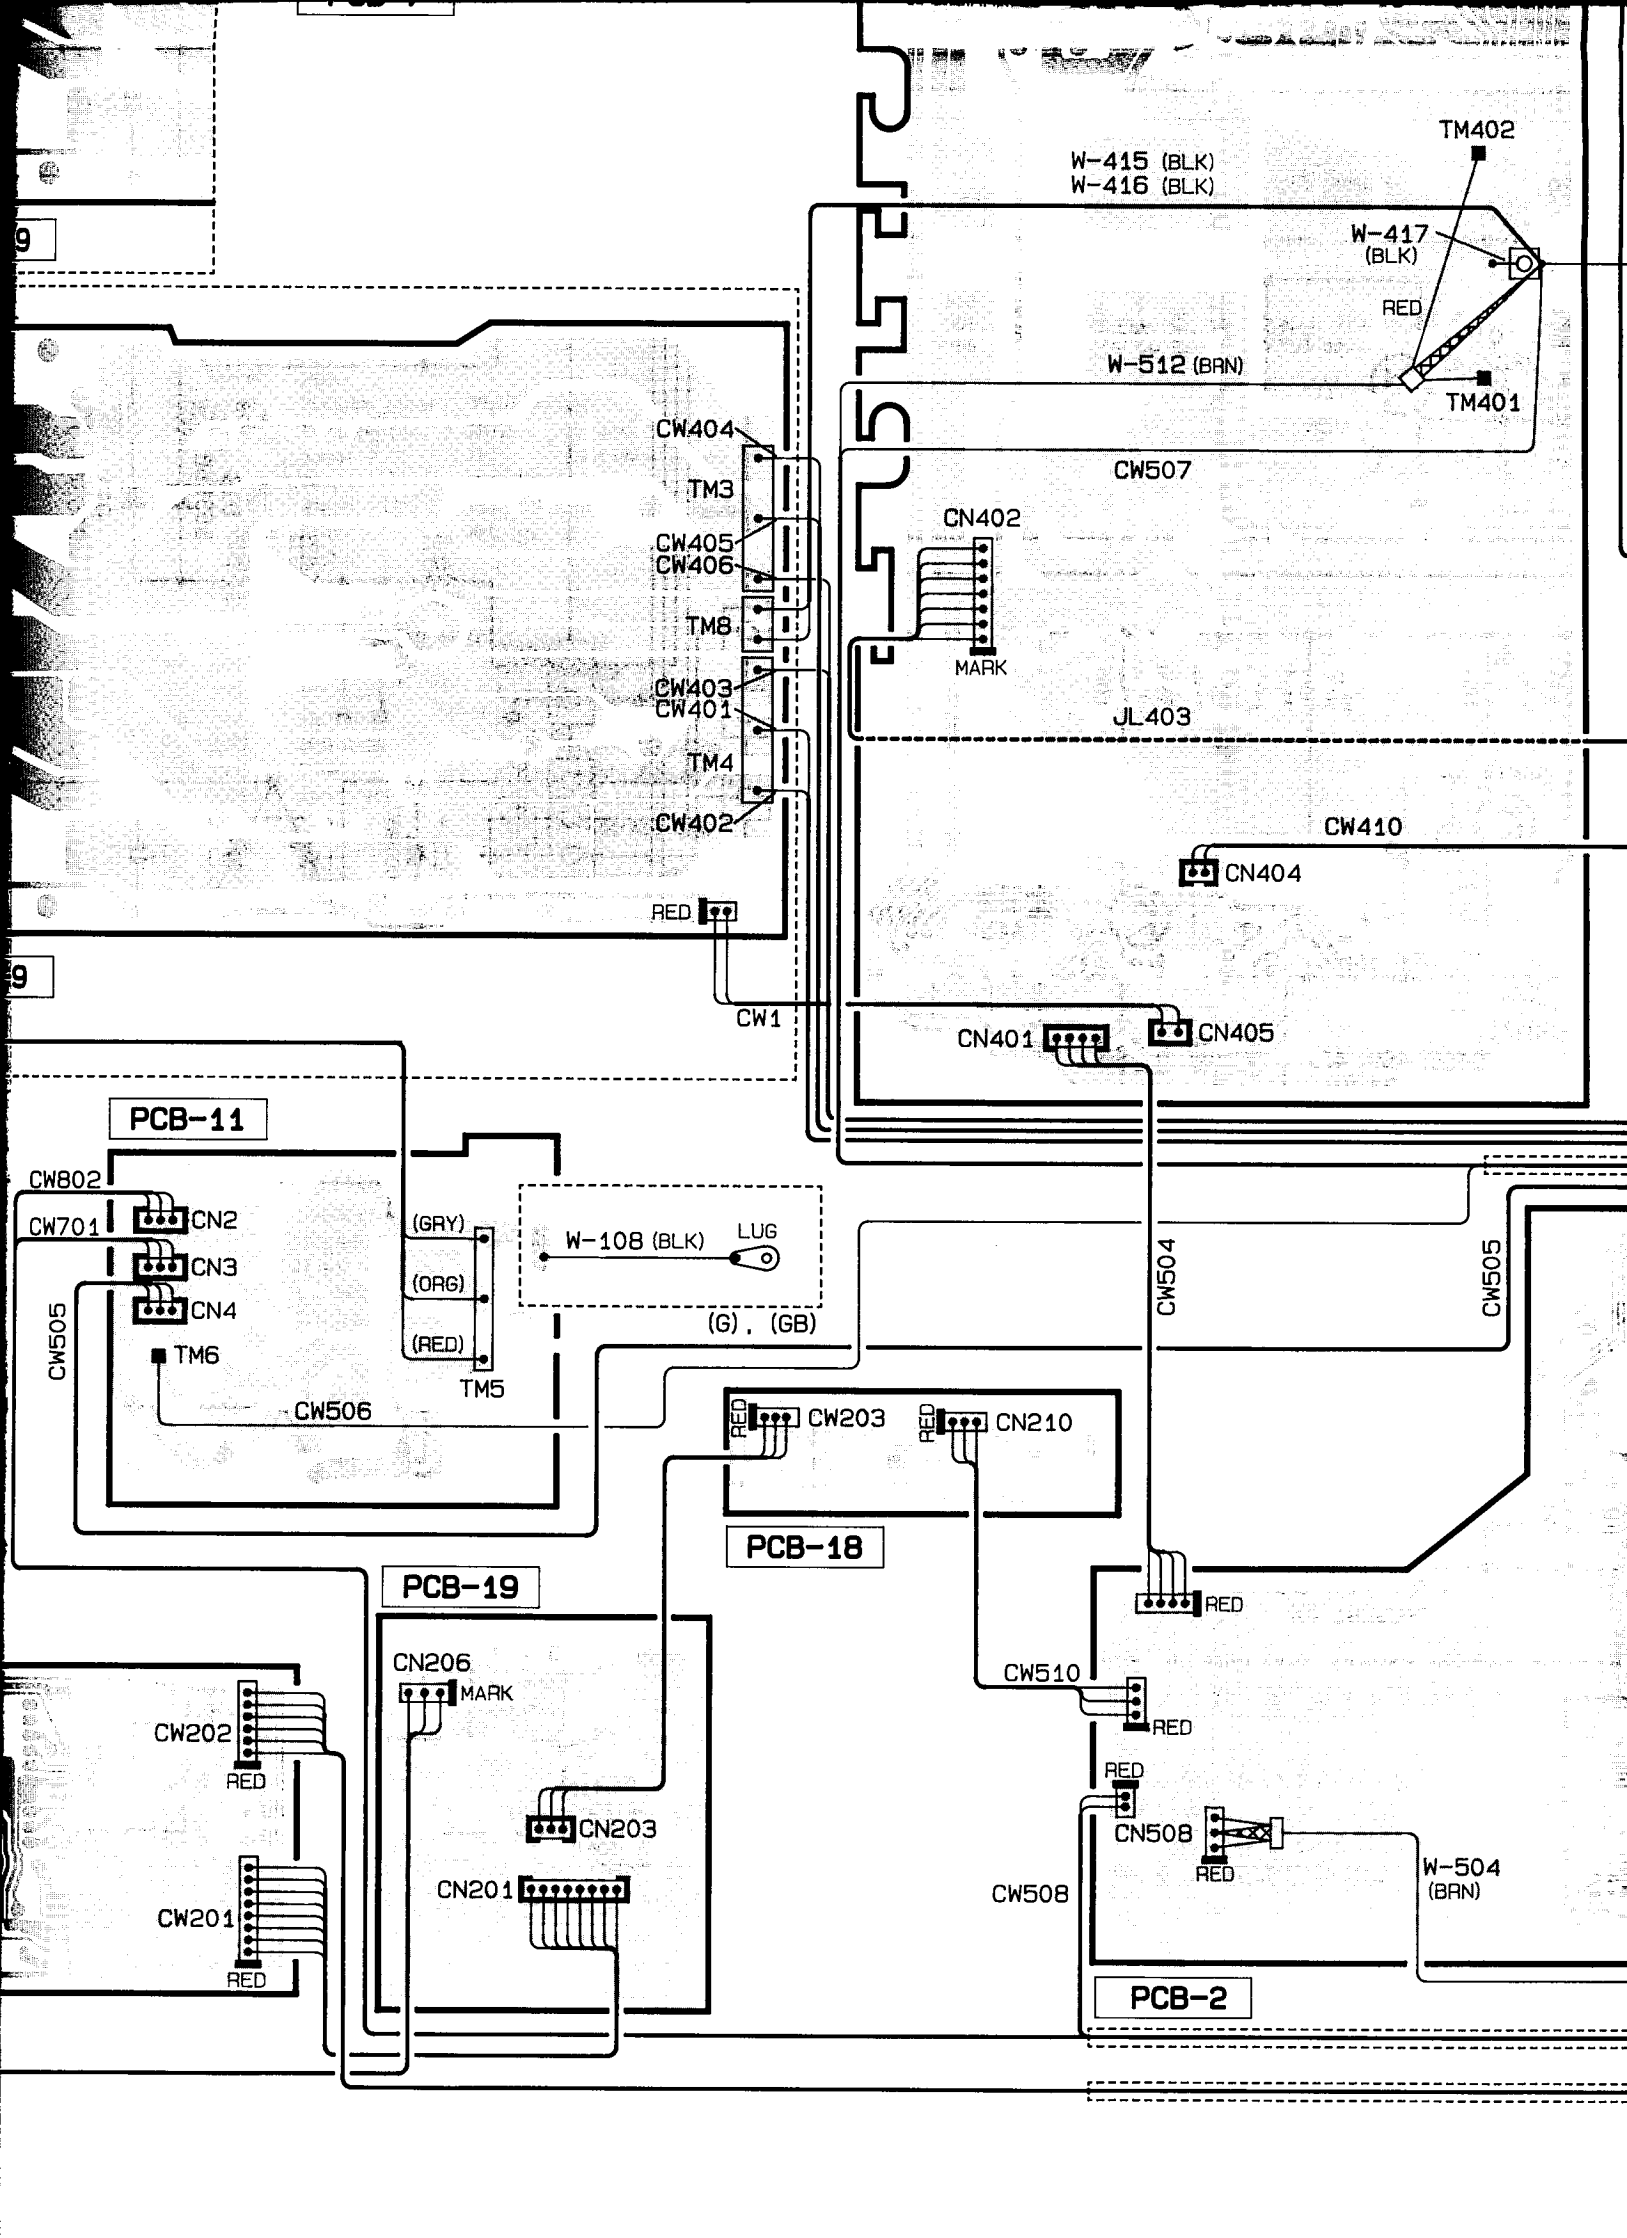 TM402
W-415 (BLK)
W-416 (BLK)
9
W-417
(BLK)
RED
W-512 (BRN)
TM401
CW404
TM3
CW507
CN402
CW405
CW406
TM8
MARK
CW403
CW401
JL403
TM4
CW402
CW410
CN404
RED
9
CW1
CN401
CN405
PCB-11
CW802
CN2
CW701
(GRY)
W-108 (BLK)
LUG
CN3
(ORG)
CW504
CW505
CN4
CW505
(G), (GB)
TM6
(RED)
TM5
CW506
RED
CW203
RED
CN210
PCB-18
PCB-19
RED
CN206
MARK
CW510
CW202
RED
RED
RED
CN203
CN508
RED
W-504
(BRN)
CN201
CW508
CW201
RED
PCB-2